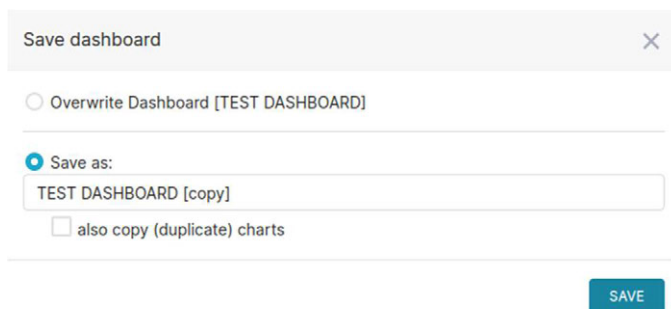 Save dashboard
Overwrite Dashboard [TEST DASHBOARD]
Save as:
TEST DASHBOARD [copy]
also copy (duplicate) charts
SAVE